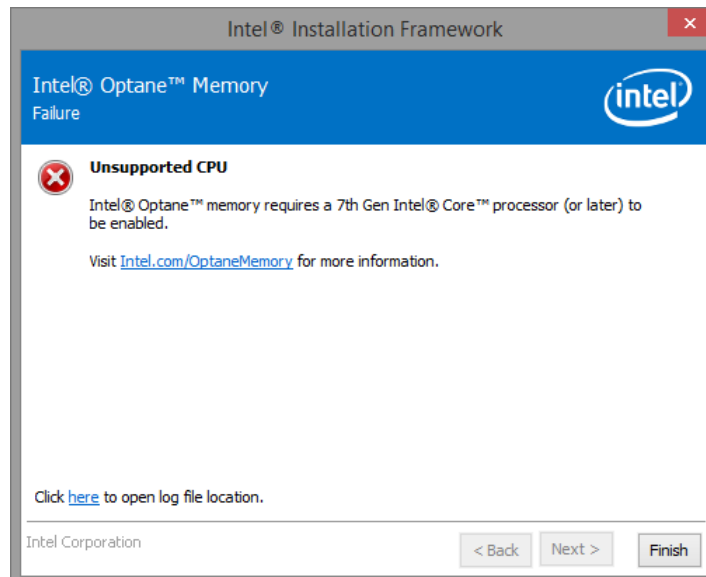 Intel® Installation Framework
Intel® Optane™ Memory
Failure
intel
Unsupported CPU
Intel® Optane™ memory requires a 7th Gen Intel® Core™ processor (or later) to
be enabled.
Visit Intel.com/OptaneMemory for more information.
Click here to open log file location.
Intel Corporation
< Back
Next >
Finish